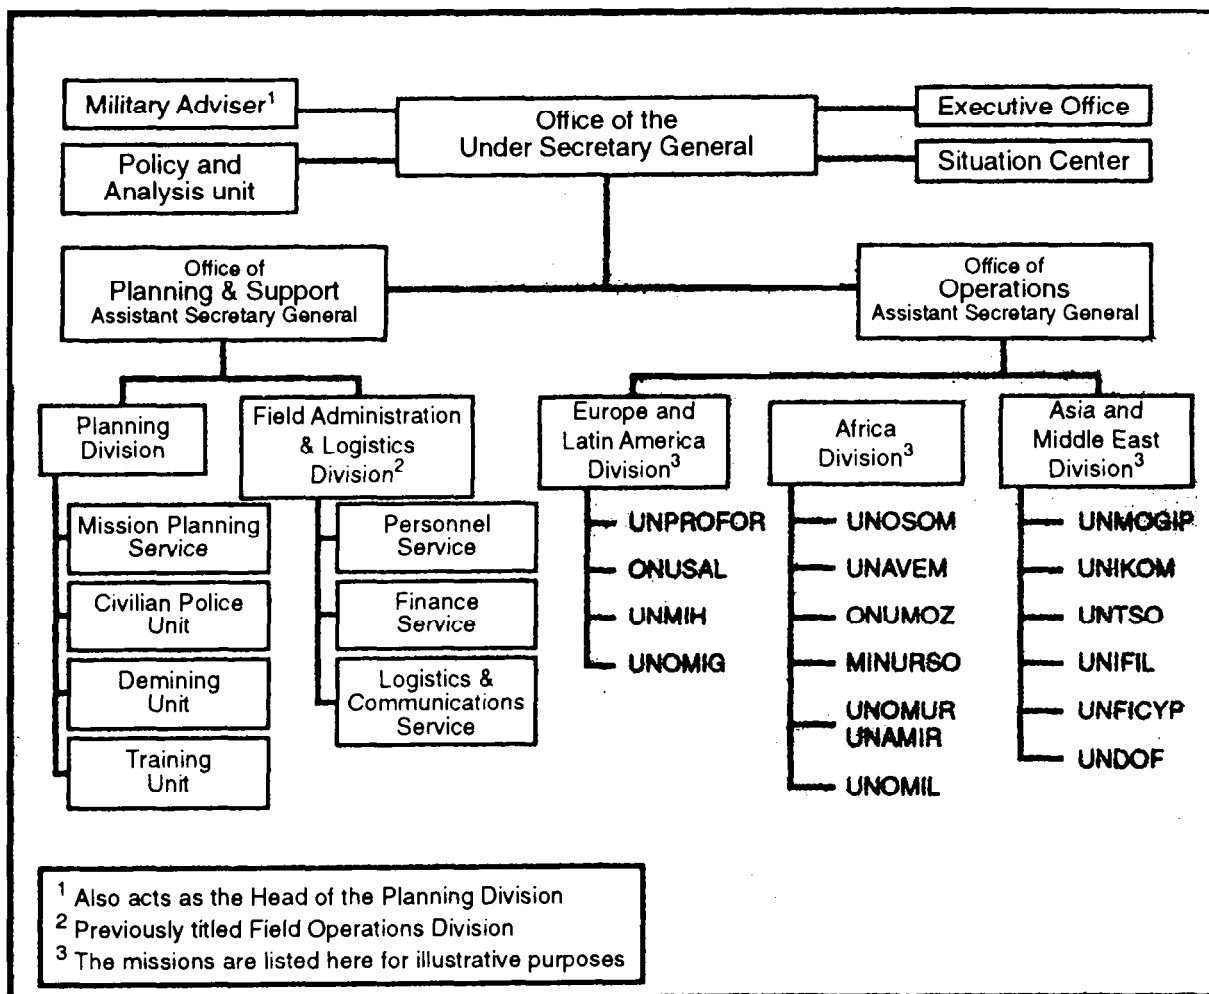 Military Adviser1
Office of the
Under Secretary General
Executive Office
Policy and
Analysis unit
Situation Center
Office of
Planning & Support
Assistant Secretary General
Office of
Operations
Assistant Secretary General
Planning
Division
Field Administration
& Logistics
Division2
Europe and
Latin America
Division3
Africa
Division3
Asia and
Middle East
Division3
Mission Planning
Service
Civilian Police
Unit
Demining
Unit
Training
Unit
Personnel
Service
Finance
Service
Logistics &
Communications
Service
UNPROFOR
ONUSAL
UNMIH
UNOMIG
UNOSOM
UNAVEM
ONUMOZ
MINURSO
UNOMUR
UNAMIR
UNOMIL
UNMOGIP
UNIKOM
UNTSO
UNIFIL
UNFICYP
UNDOF
1 Also acts as the Head of the Planning Division
2 Previously titled Field Operations Division
3 The missions are listed here for illustrative purposes